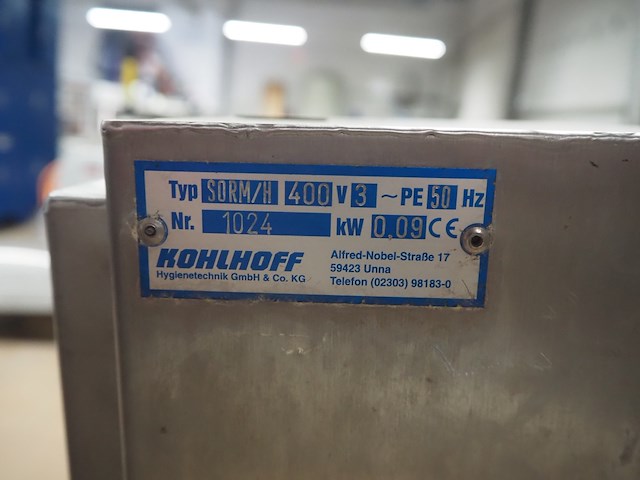 Typ SORM/H 400 V 3 ~ PE 50 Hz
Nr. 1024 kW 0,09 CE
KOHLHOFF
Hygienetechnik GmbH & Co. KG
Alfred-Nobel-Straße 17
59423 Unna
Telefon (02303) 98183-0